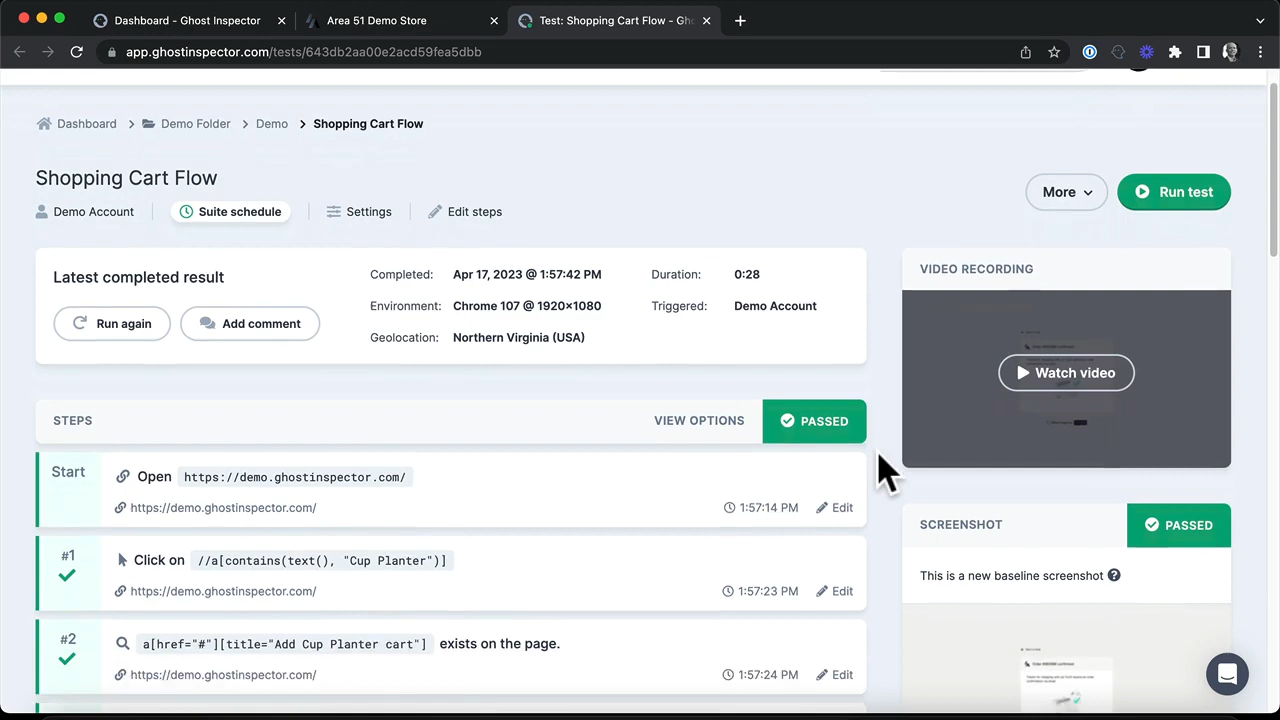 Dashboard - Ghost Inspector
Area 51 Demo Store
Test: Shopping Cart Flow - Gh
app.ghostinspector.com/tests/643db2aa00e2acd59fea5dbb
Dashboard
Demo Folder
Demo
Shopping Cart Flow
Shopping Cart Flow
More
Run test
Demo Account
Suite schedule
Settings
Edit steps
Latest completed result
Run again
Add comment
Completed: Apr 17, 2023 @ 1:57:42 PM
Duration: 0:28
Environment: Chrome 107 @ 1920×1080
Triggered: Demo Account
Geolocation: Northern Virginia (USA)
VIDEO RECORDING
Watch video
STEPS
VIEW OPTIONS
PASSED
Start
Open https://demo.ghostinspector.com/
https://demo.ghostinspector.com/
1:57:14 PM
Edit
#1
Click on //a[contains(text(), "Cup Planter")]
https://demo.ghostinspector.com/
1:57:23 PM
Edit
#2
a[href="#"][title="Add Cup Planter cart"] exists on the page.
https://demo.ghostinspector.com/
1:57:24 PM
Edit
SCREENSHOT
PASSED
This is a new baseline screenshot